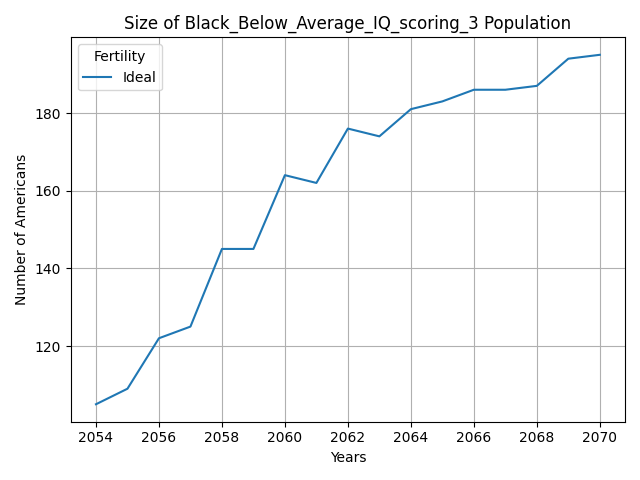 Size of Black_Below_Average_IQ_scoring_3 Population
Fertility
Ideal
Number of Americans
180
160
140
120
2054 2056 2058 2060 2062 2064 2066 2068 2070
Years